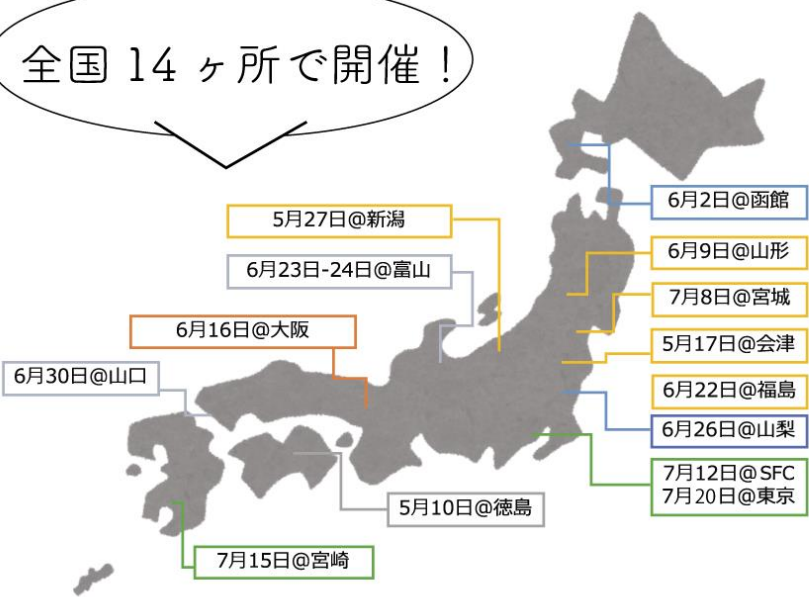 全国14ヶ所で開催！
6月2日@函館
5月27日@新潟
6月9日@山形
6月23日-24日@富山
7月8日@宮城
6月16日@大阪
5月17日@会津
6月30日@山口
6月22日@福島
6月26日@山梨
7月12日@SFC
7月20日@東京
5月10日@徳島
7月15日@宮崎